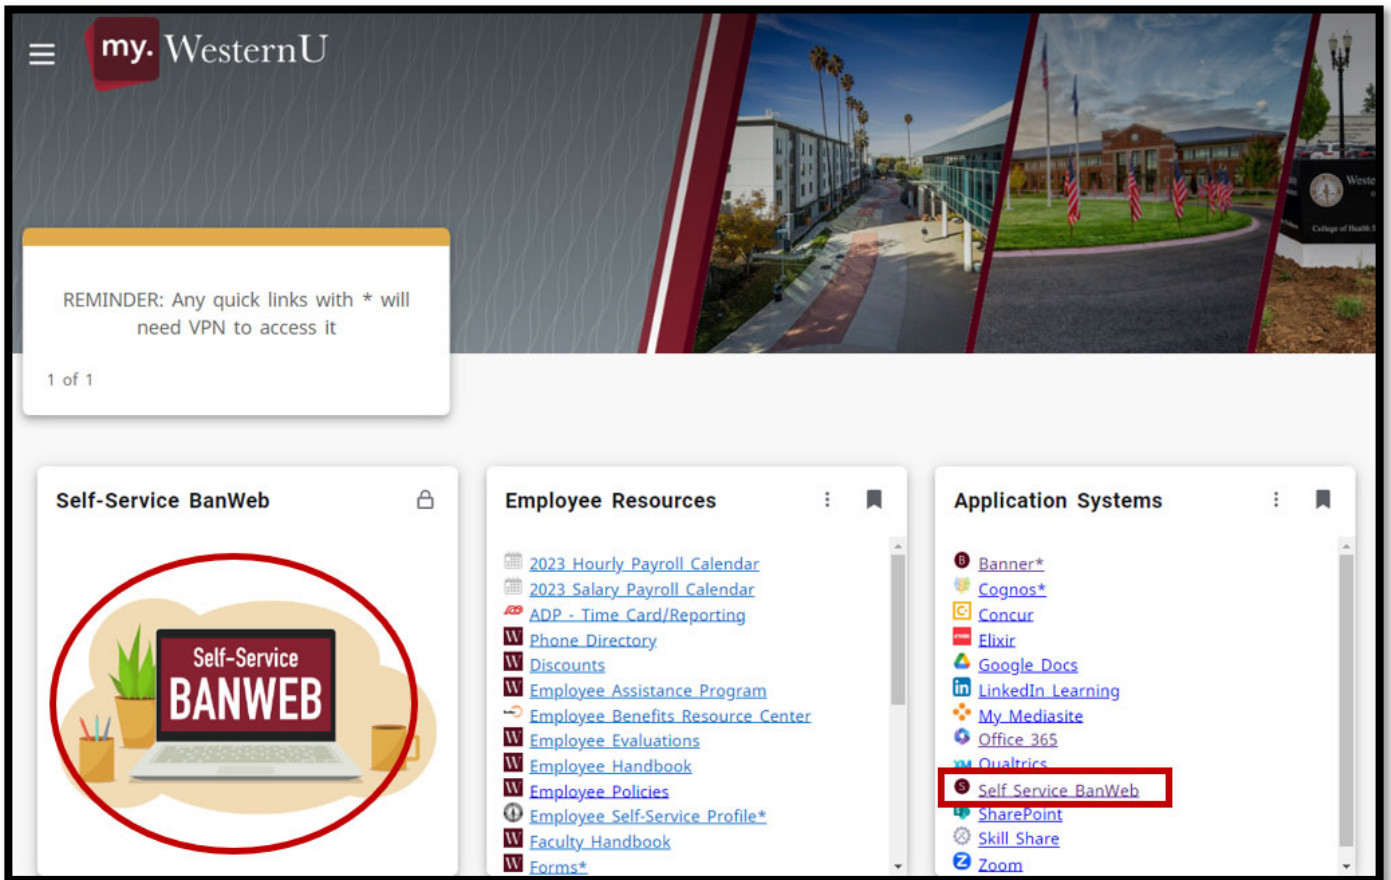 my. WesternU
Weste
College of Health S
REMINDER: Any quick links with * will
need VPN to access it
1 of 1
Self-Service BanWeb
Self-Service
BANWEB
Employee Resources
2023 Hourly Payroll Calendar
2023 Salary Payroll Calendar
ADP - Time Card/Reporting
Phone Directory
Discounts
Employee Assistance Program
Employee Benefits Resource Center
Employee Evaluations
Employee Handbook
Employee Policies
Employee Self-Service Profile*
Faculty Handbook
Forms*
Application Systems
Banner*
Cognos*
Concur
Elixir
Google Docs
LinkedIn Learning
My Mediasite
Office 365
Qualtrics
Self Service BanWeb
SharePoint
Skill Share
Zoom